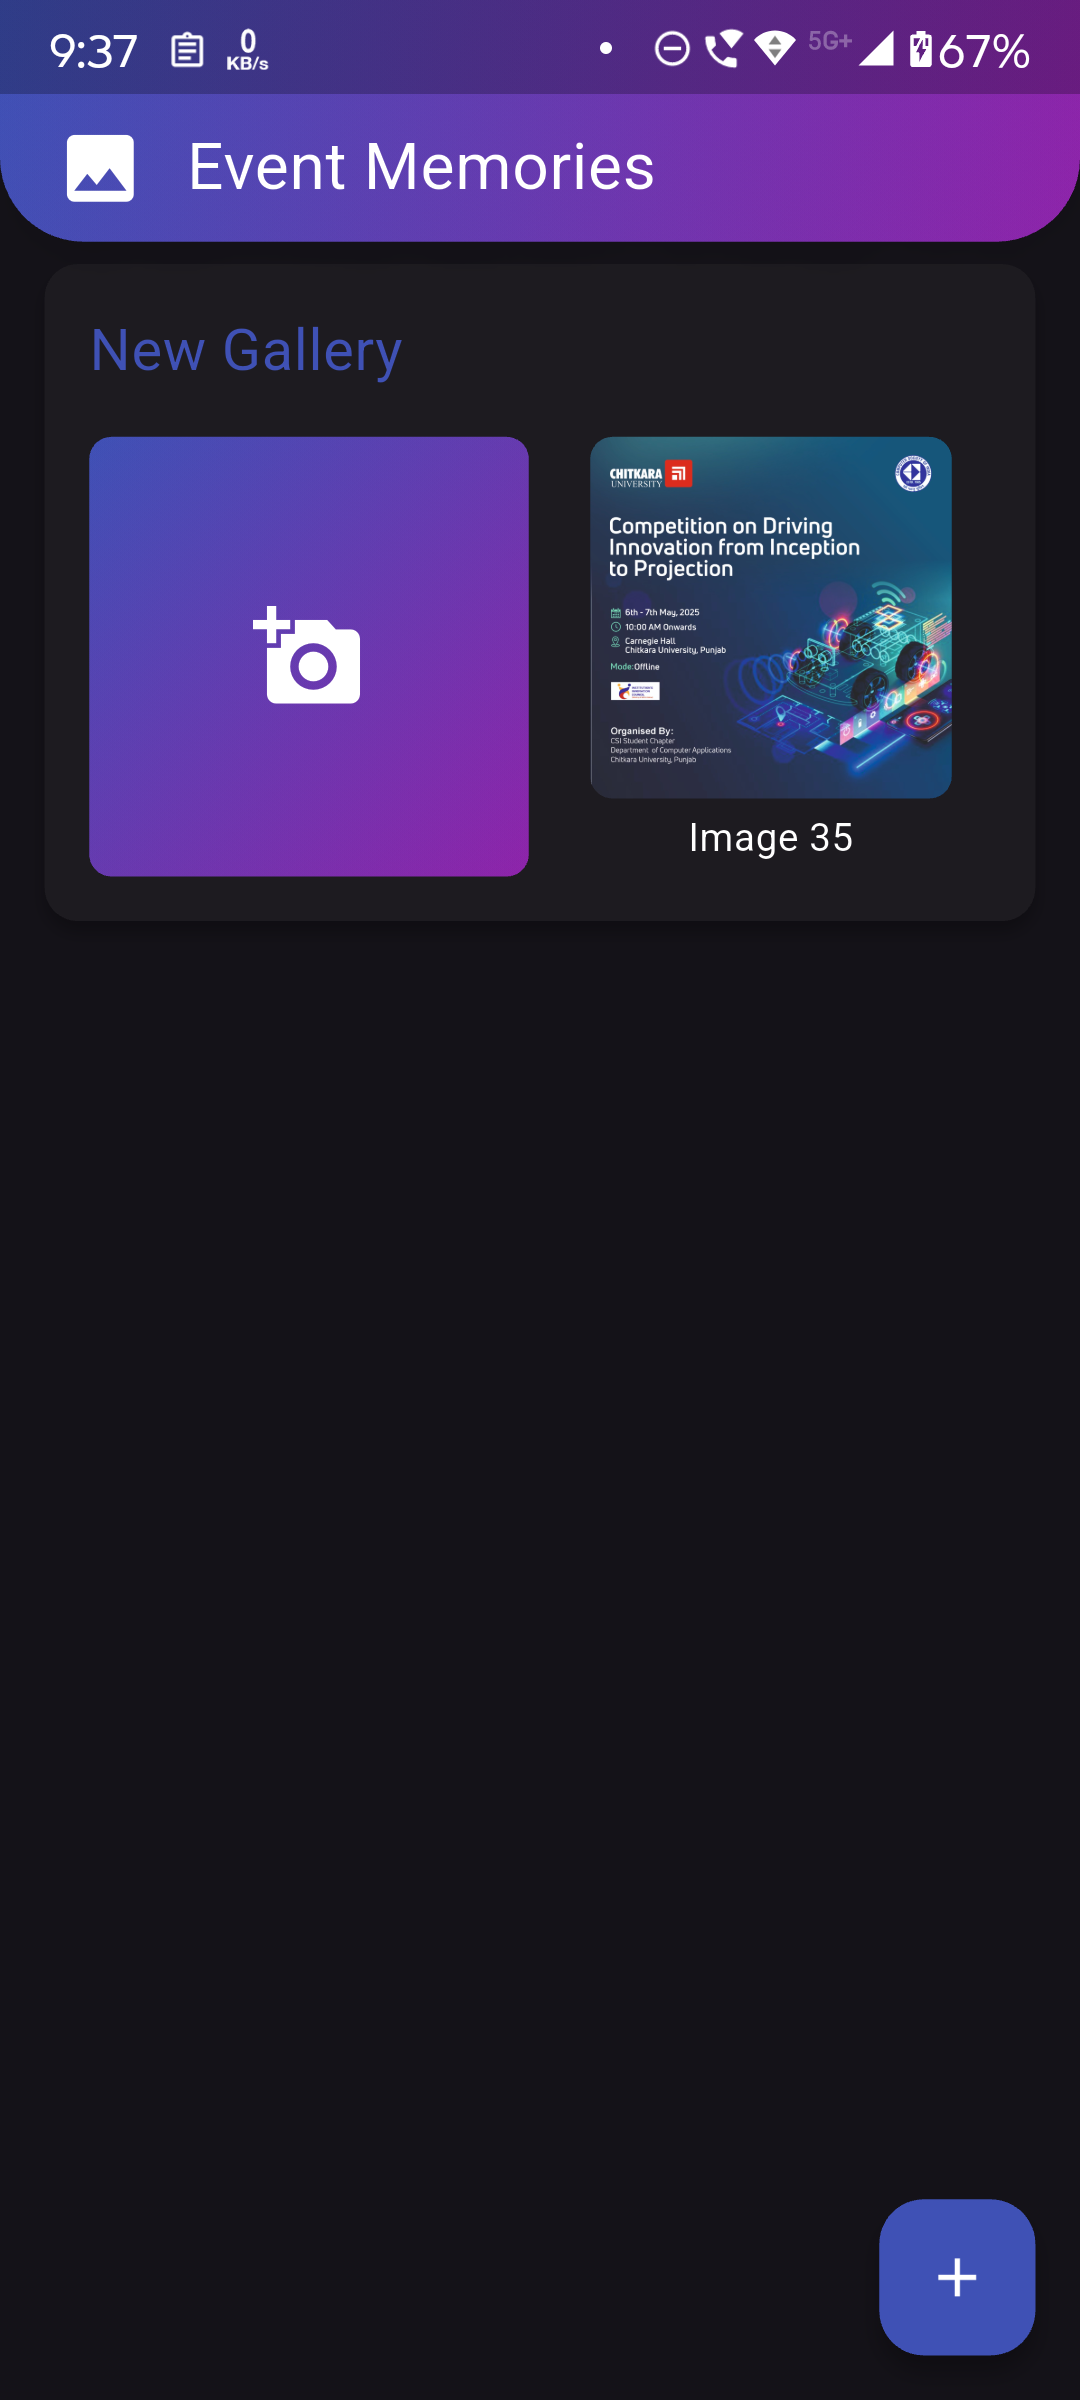 9:37
0
KB/s
5G+
67%
Event Memories
New Gallery
CHITKARA
UNIVERSITY
Competition on Driving
Innovation from Inception
to Projection
6th - 7th May, 2025
10:00 AM Onwards
Carnegie Hall
Chitkara University, Punjab
Mode:Offline
Organised By:
CSI Student Chapter
Department of Computer Applications
Chitkara University, Punjab
Image 35